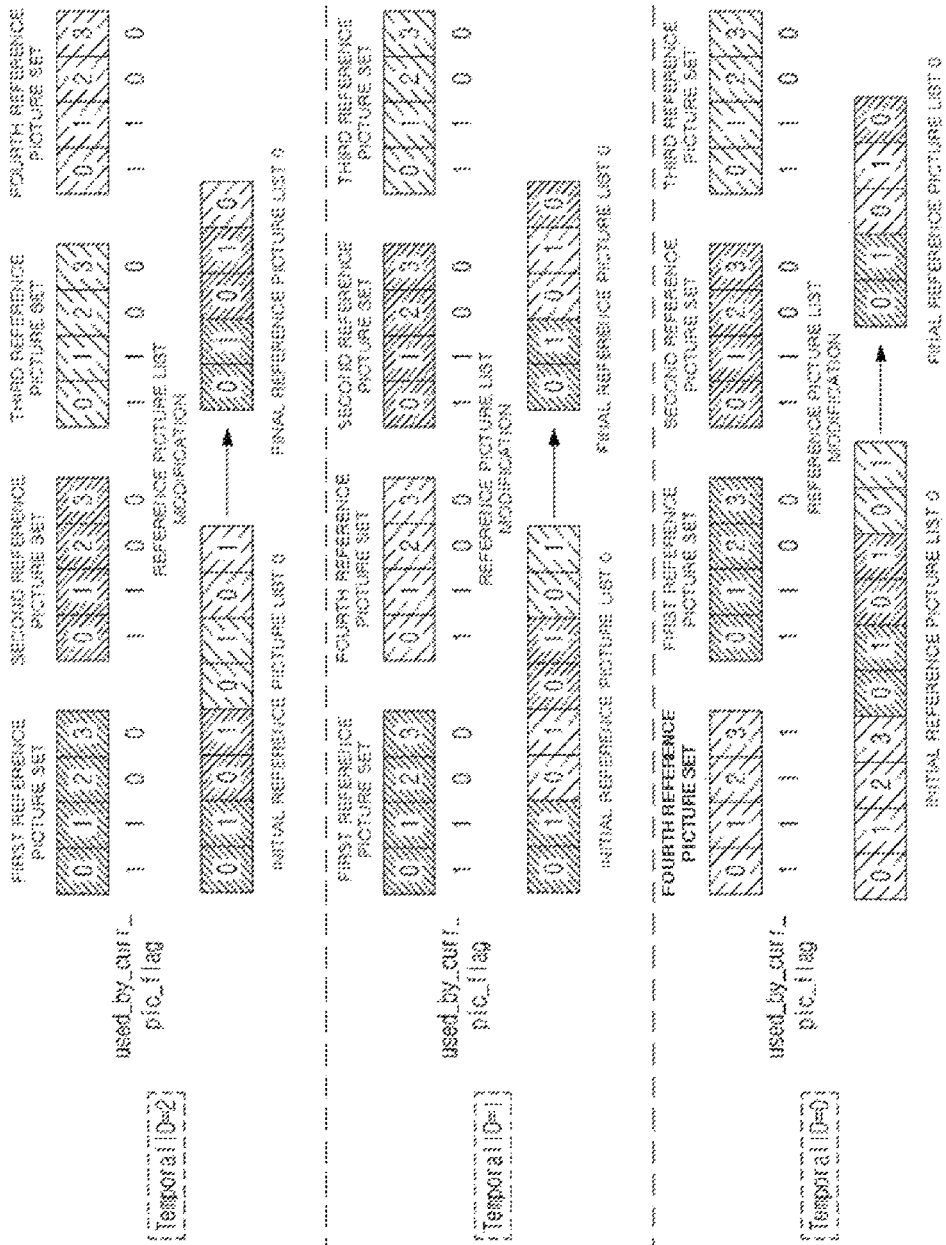 FIRST REFERENCE
PICTURE SET
SECOND REFERENCE
PICTURE SET
THIRD REFERENCE
PICTURE SET
FOURTH REFERENCE
PICTURE SET
0 1 2 3
0 1 2 3
0 1 2 3
0 1 2 3
Temporal ID=2
used_by_curr_
pic_flag
1 1 0 0
1 1 0 0
1 1 0 0
1 1 0 0
REFERENCE PICTURE LIST
MODIFICATION
0 1 0 1 0 1 0 1
0 1 0 1 0
INITIAL REFERENCE PICTURE LIST 0
FINAL REFERENCE PICTURE LIST 0
FIRST REFERENCE
PICTURE SET
FOURTH REFERENCE
PICTURE SET
SECOND REFERENCE
PICTURE SET
THIRD REFERENCE
PICTURE SET
0 1 2 3
0 1 2 3
0 1 2 3
0 1 2 3
Temporal ID=1
used_by_curr_
pic_flag
1 1 0 0
1 1 0 0
1 1 0 0
1 1 0 0
REFERENCE PICTURE LIST
MODIFICATION
0 1 0 1 0 1 0 1
0 1 0 1 0
INITIAL REFERENCE PICTURE LIST 0
FINAL REFERENCE PICTURE LIST 0
FOURTH REFERENCE
PICTURE SET
FIRST REFERENCE
PICTURE SET
SECOND REFERENCE
PICTURE SET
THIRD REFERENCE
PICTURE SET
0 1 2 3
0 1 2 3
0 1 2 3
0 1 2 3
Temporal ID=0
used_by_curr_
pic_flag
1 1 1 1
1 1 0 0
1 1 0 0
1 1 0 0
REFERENCE PICTURE LIST
MODIFICATION
0 1 2 3 0 1 0 1 0 1
0 1 0 1 0
INITIAL REFERENCE PICTURE LIST 0
FINAL REFERENCE PICTURE LIST 0